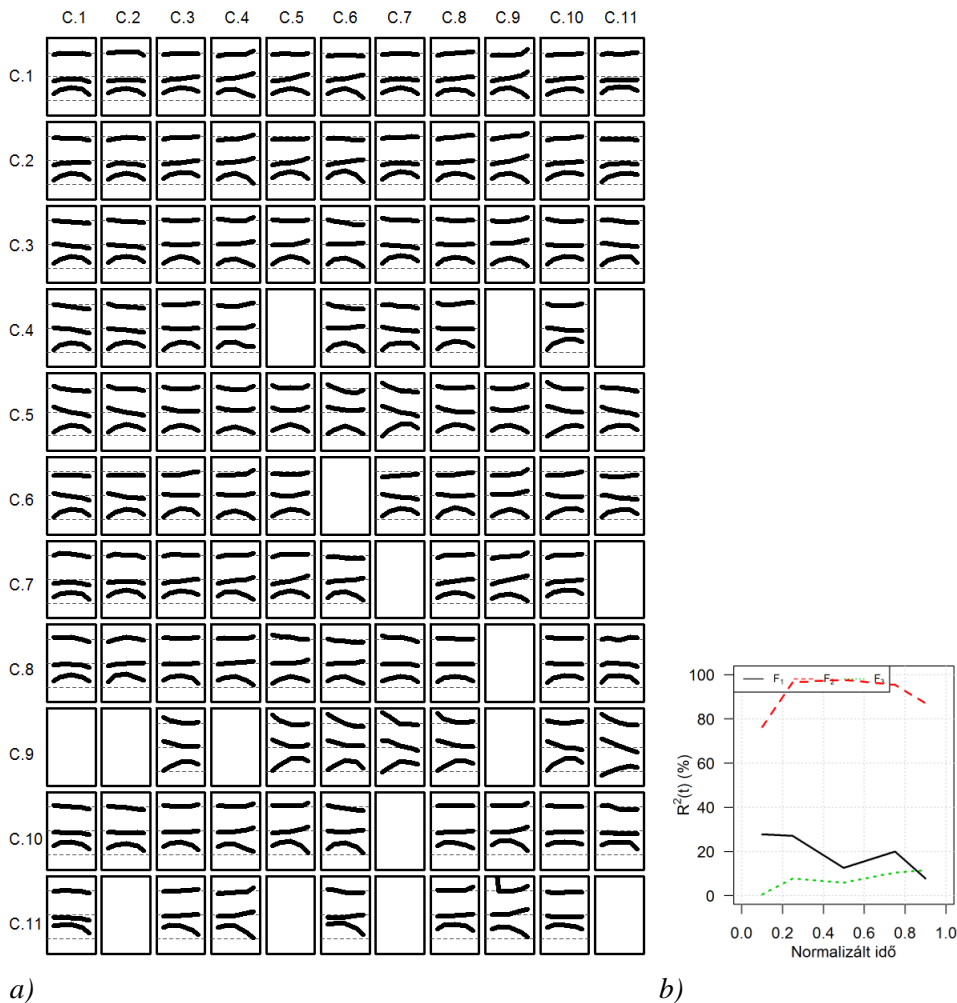 C.1 C.2 C.3 C.4 C.5 C.6 C.7 C.8 C.9 C.10 C.11
C.1
C.2
C.3
C.4
C.5
C.6
C.7
C.8
C.9
C.10
C.11
a)
F₁ F₂ F₃
100
80
60
40
20
0
R²(t) (%)
0.0 0.2 0.4 0.6 0.8 1.0
Normalizált idő
b)